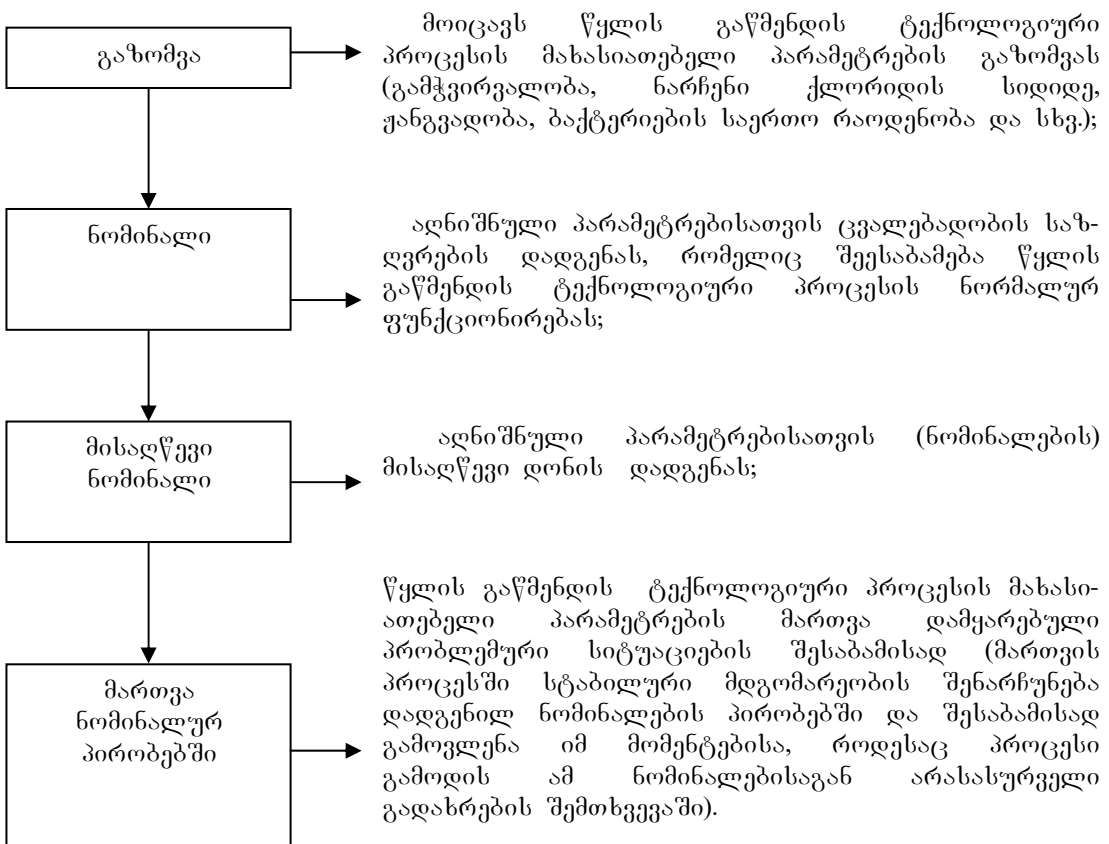 გაზომვა
მოიცავს წყლის გაწმენდის ტექნოლოგიური
პროცესის მახასიათებელი პარამეტრების გაზომვას
(გამჭვირვალობა, ნარჩენი ქლორიდის სიდიდე,
ჟანგვადობა, ბაქტერიების საერთო რაოდენობა და სხვ.);
ნომინალი
აღნიშნული პარამეტრებისათვის ცვალებადობის საზ-
ღვრების დადგენას, რომელიც შეესაბამება წყლის
გაწმენდის ტექნოლოგიური პროცესის ნორმალურ
ფუნქციონირებას;
მისაღწევი
ნომინალი
აღნიშნული პარამეტრებისათვის (ნომინალების)
მისაღწევი დონის დადგენას;
მართვა
ნომინალურ
პირობებში
წყლის გაწმენდის ტექნოლოგიური პროცესის მახასი-
ათებელი პარამეტრების მართვა დამყარებული
პრობლემური სიტუაციების შესაბამისად (მართვის
პროცესში სტაბილური მდგომარეობის შენარჩუნება
დადგენილ ნომინალების პირობებში და შესაბამისად
გამოვლენა იმ მომენტებისა, როდესაც პროცესი
გამოდის ამ ნომინალებისაგან არასასურველი
გადახრების შემთხვევაში).